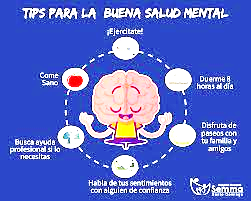 TIPS PARA LA BUENA SALUD MENTAL
¡Ejercítate!
Come
Sano
Duerme 8
horas al día
Busca ayuda
profesional si lo
necesitas
Disfruta de
paseos con
tu familia y
amigos
Habla de tus sentimientos
con alguien de confianza